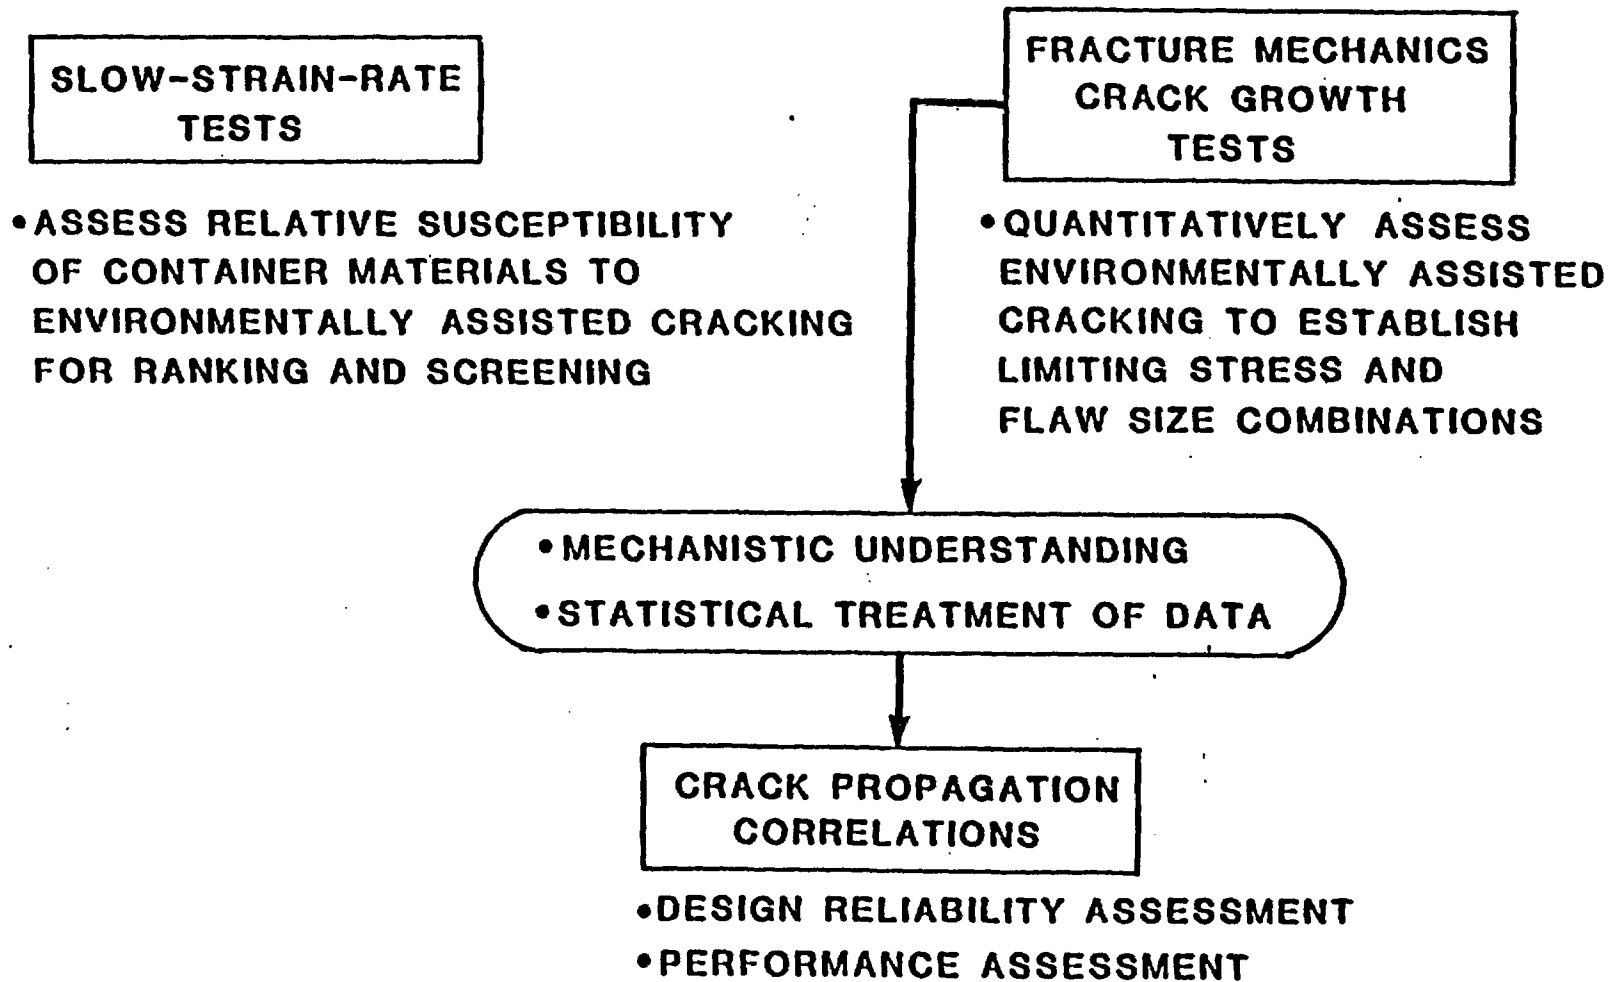 SLOW-STRAIN-RATE
TESTS
• ASSESS RELATIVE SUSCEPTIBILITY
OF CONTAINER MATERIALS TO
ENVIRONMENTALLY ASSISTED CRACKING
FOR RANKING AND SCREENING
FRACTURE MECHANICS
CRACK GROWTH
TESTS
• QUANTITATIVELY ASSESS
ENVIRONMENTALLY ASSISTED
CRACKING TO ESTABLISH
LIMITING STRESS AND
FLAW SIZE COMBINATIONS
• MECHANISTIC UNDERSTANDING
• STATISTICAL TREATMENT OF DATA
CRACK PROPAGATION
CORRELATIONS
• DESIGN RELIABILITY ASSESSMENT
• PERFORMANCE ASSESSMENT